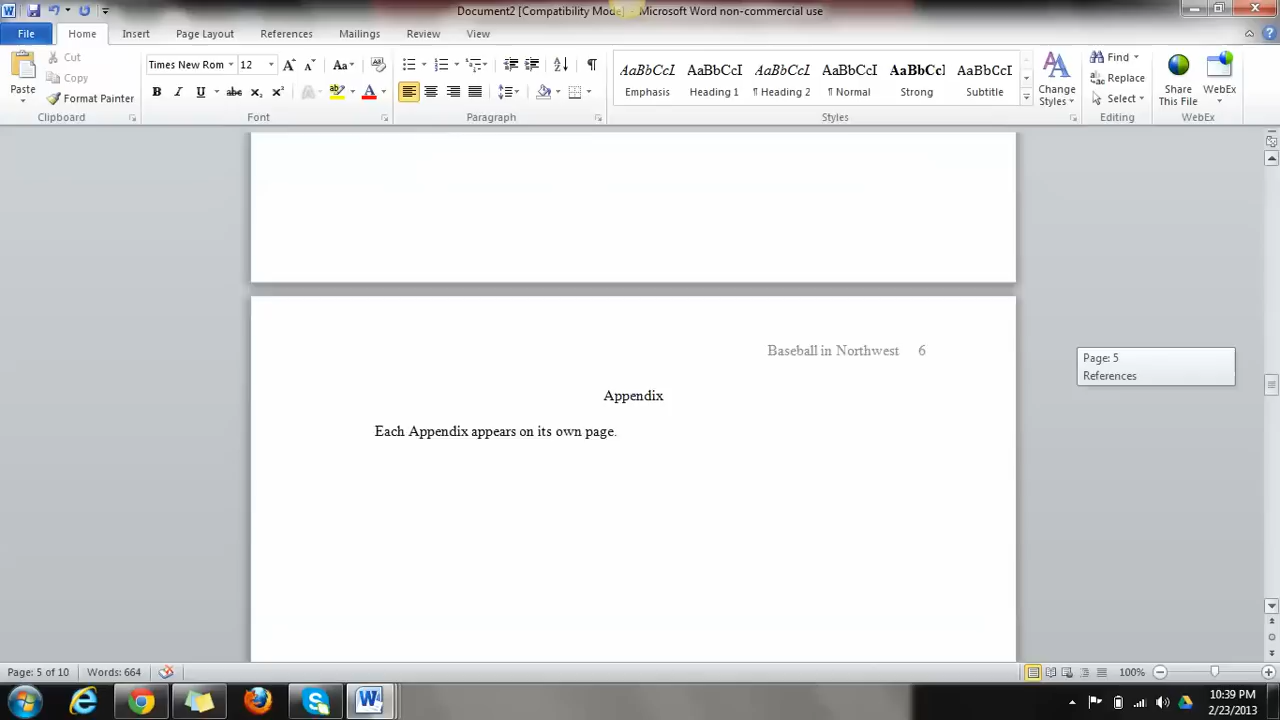 Document2 [Compatibility Mode] - Microsoft Word non-commercial use
File Home Insert Page Layout References Mailings Review View
Cut
Copy
Format Painter
Paste
Clipboard
Times New Rom 12
Font
Paragraph
AaBbCcI AaBbCcI AaBbCcI AaBbCcI AaBbCcI AaBbCcI
Emphasis Heading 1 ¶ Heading 2 ¶ Normal Strong Subtitle
Styles
Change
Styles
Find
Replace
Select
Editing
Share
This File
WebEx
WebEx
Baseball in Northwest 6
Appendix
Each Appendix appears on its own page.
Page: 5
References
Page: 5 of 10 Words: 664
100%
10:39 PM
2/23/2013